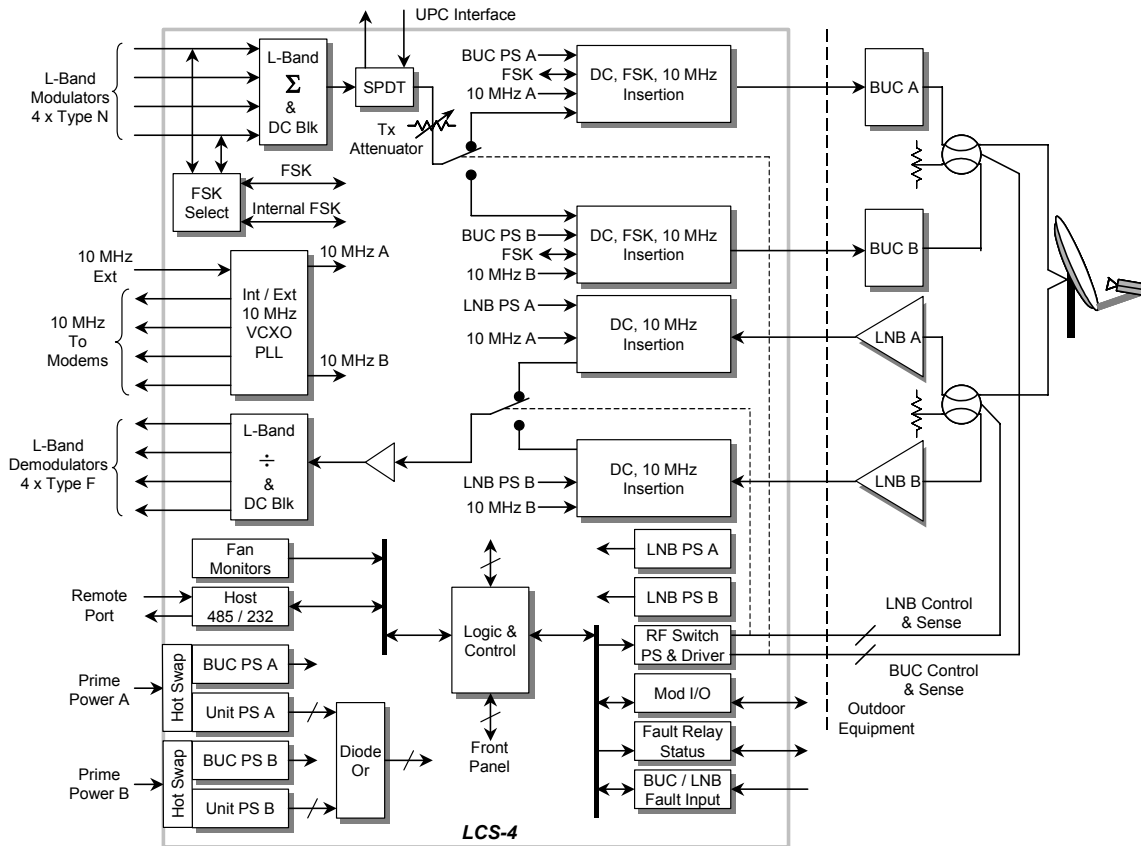 UPC Interface
L-Band
Modulators
4 x Type N
L-Band
Σ
&
DC Blk
SPDT
Tx
Attenuator
BUC PS A
FSK
10 MHz A
DC, FSK, 10 MHz
Insertion
BUC A
FSK
Select
FSK
Internal FSK
BUC PS B
FSK
10 MHz B
DC, FSK, 10 MHz
Insertion
BUC B
10 MHz
Ext
10 MHz
To
Modems
Int / Ext
10 MHz
VCXO
PLL
10 MHz A
10 MHz B
LNB PS A
10 MHz A
DC, 10 MHz
Insertion
LNB A
L-Band
Demodulators
4 x Type F
L-Band
÷
&
DC Blk
LNB PS B
10 MHz B
DC, 10 MHz
Insertion
LNB B
Fan
Monitors
Remote
Port
Host
485 / 232
Logic &
Control
Front
Panel
LNB PS A
LNB PS B
RF Switch
PS & Driver
Mod I/O
Fault Relay
Status
BUC / LNB
Fault Input
LNB Control
& Sense
BUC Control
& Sense
Outdoor
Equipment
Prime
Power A
Hot Swap
BUC PS A
Unit PS A
Prime
Power B
Hot Swap
BUC PS B
Unit PS B
Diode
Or
LCS-4